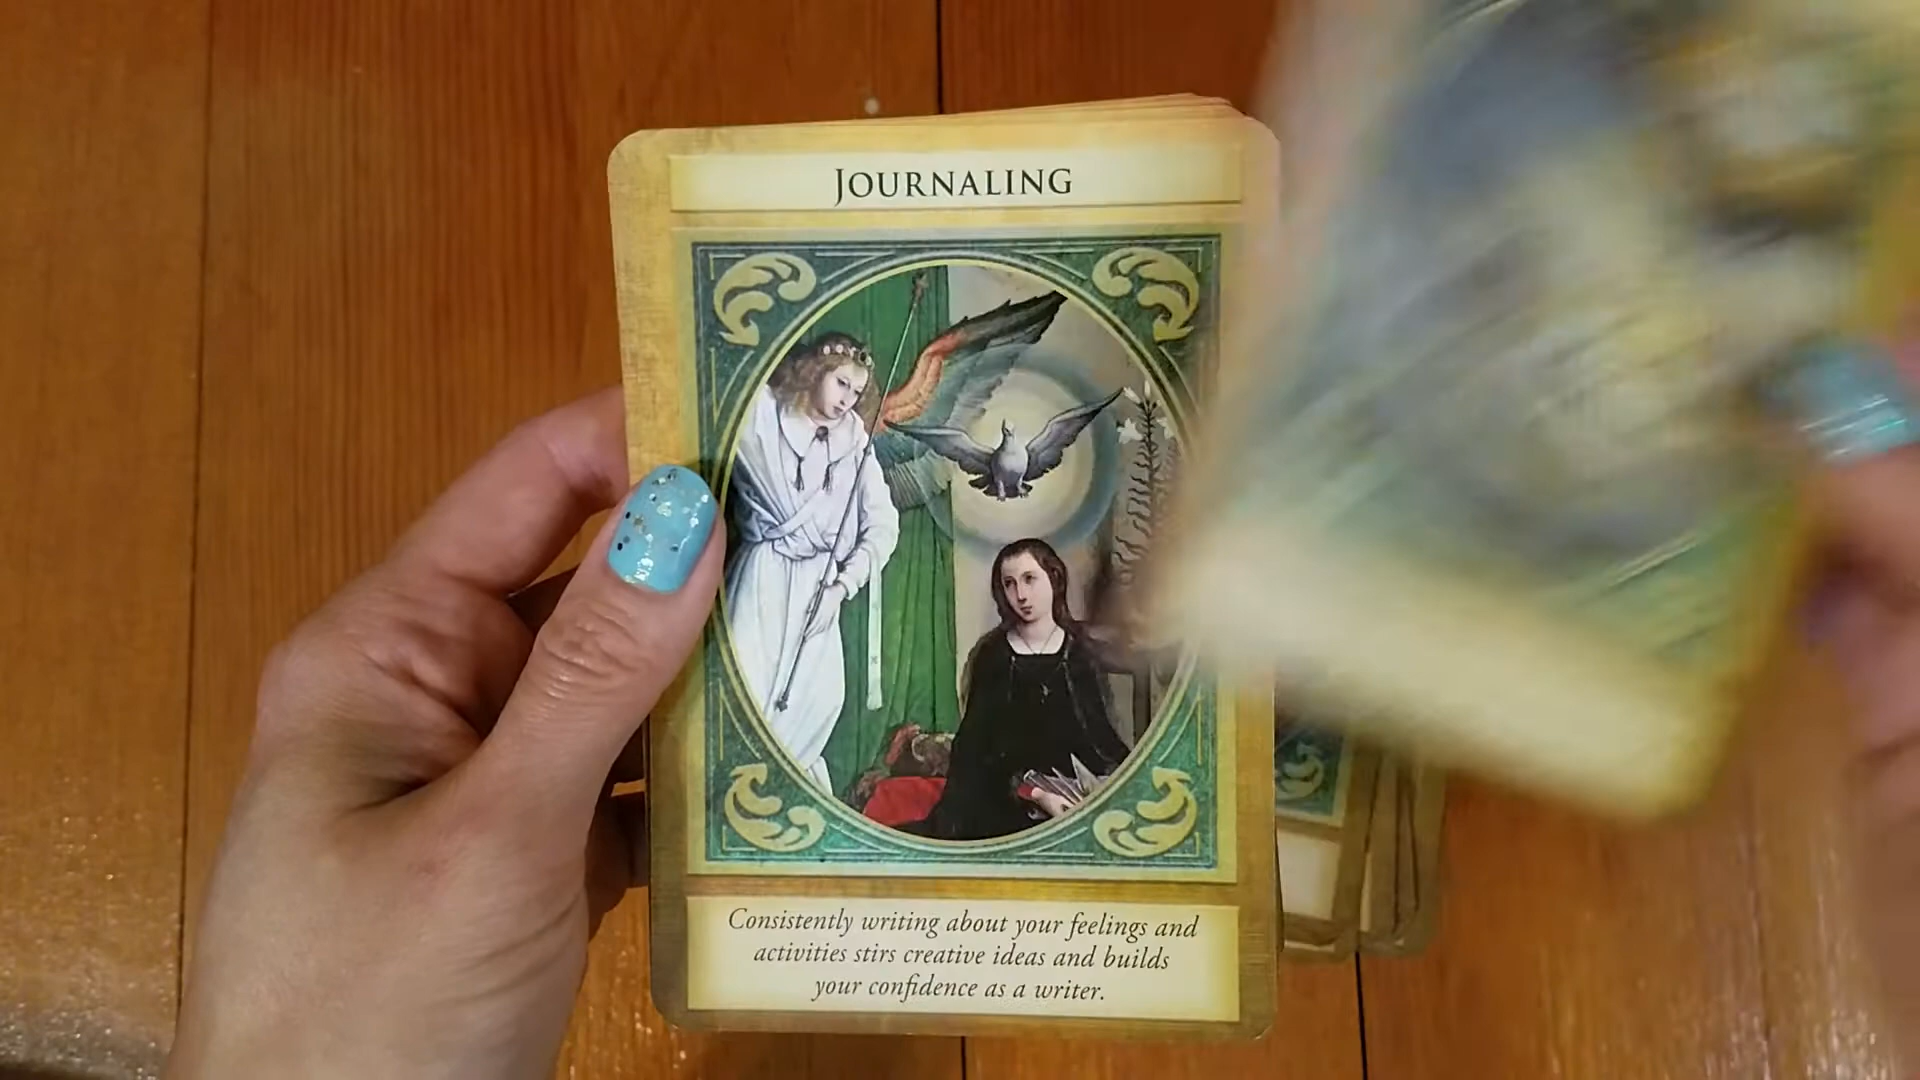 JOURNALING
Consistently writing about your feelings and
activities stirs creative ideas and builds
your confidence as a writer.